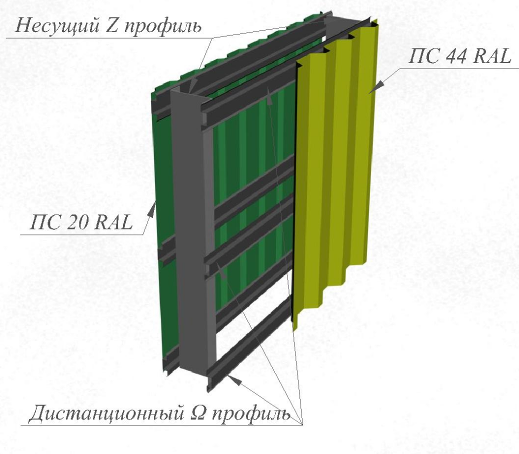 Несущий Z профиль
ПС 44 RAL
ПС 20 RAL
Дистанционный Ω профиль